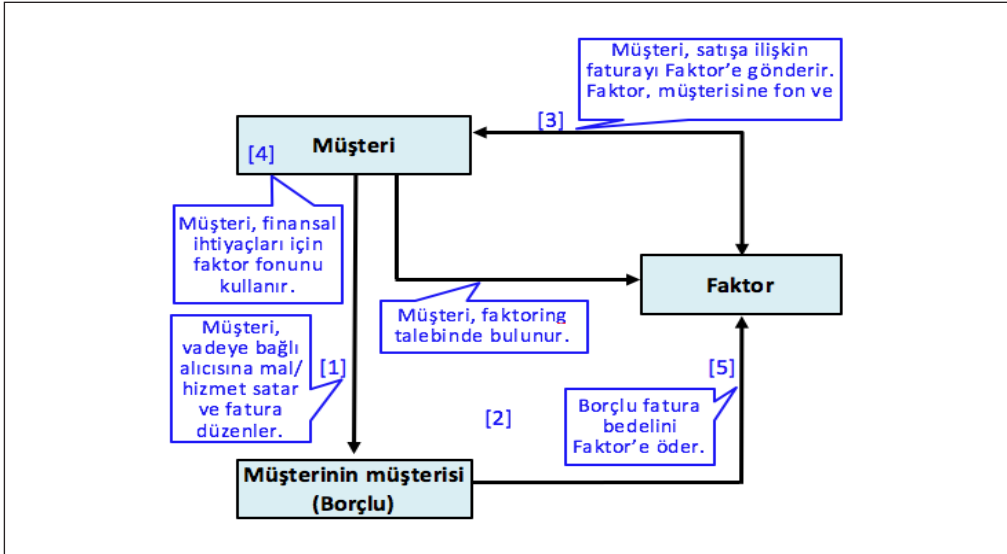 Müşteri, satışa ilişkin
faturayı Faktor'e gönderir.
Faktor, müşterisine fon ve
[3]
Müşteri
[4]
Müşteri, finansal
ihtiyaçları için
faktor fonunu
kullanır.
Faktor
Müşteri, faktoring
talebinde bulunur.
Müşteri,
vadeye bağlı
alıcısına mal/
hizmet satar
ve fatura
düzenler.
[1]
[2]
[5]
Borçlu fatura
bedelini
Faktor'e öder.
Müşterinin müşterisi
(Borçlu)